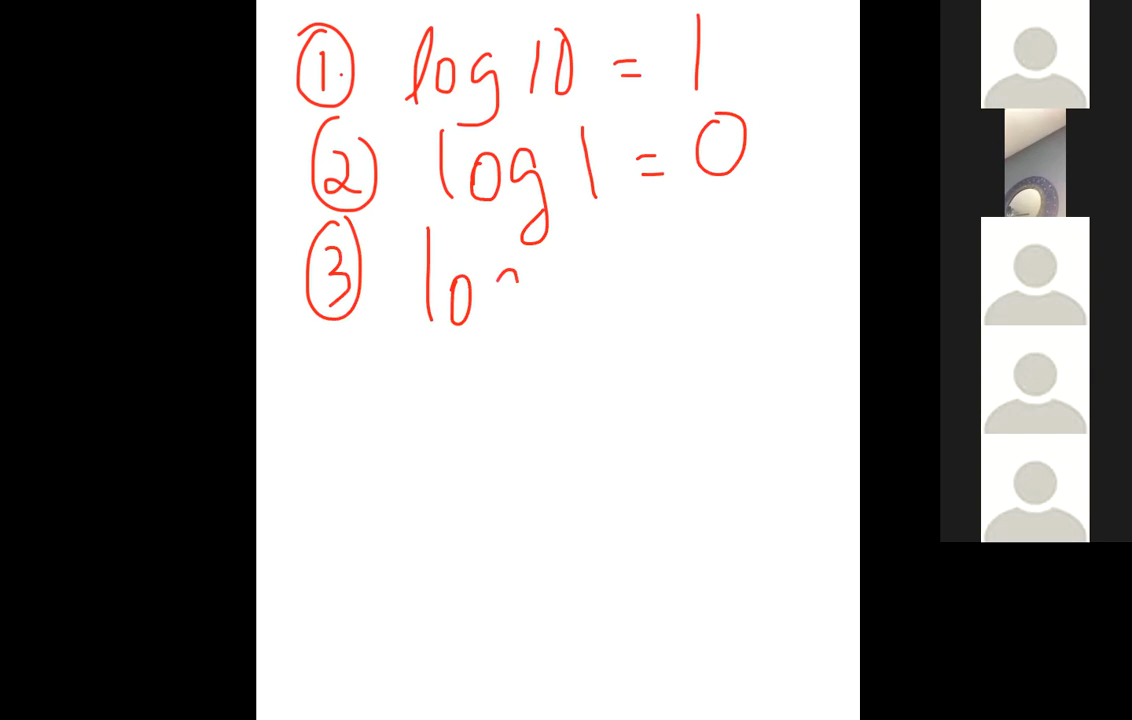 ① log 10 = 1
② log 1 = 0
③ lo